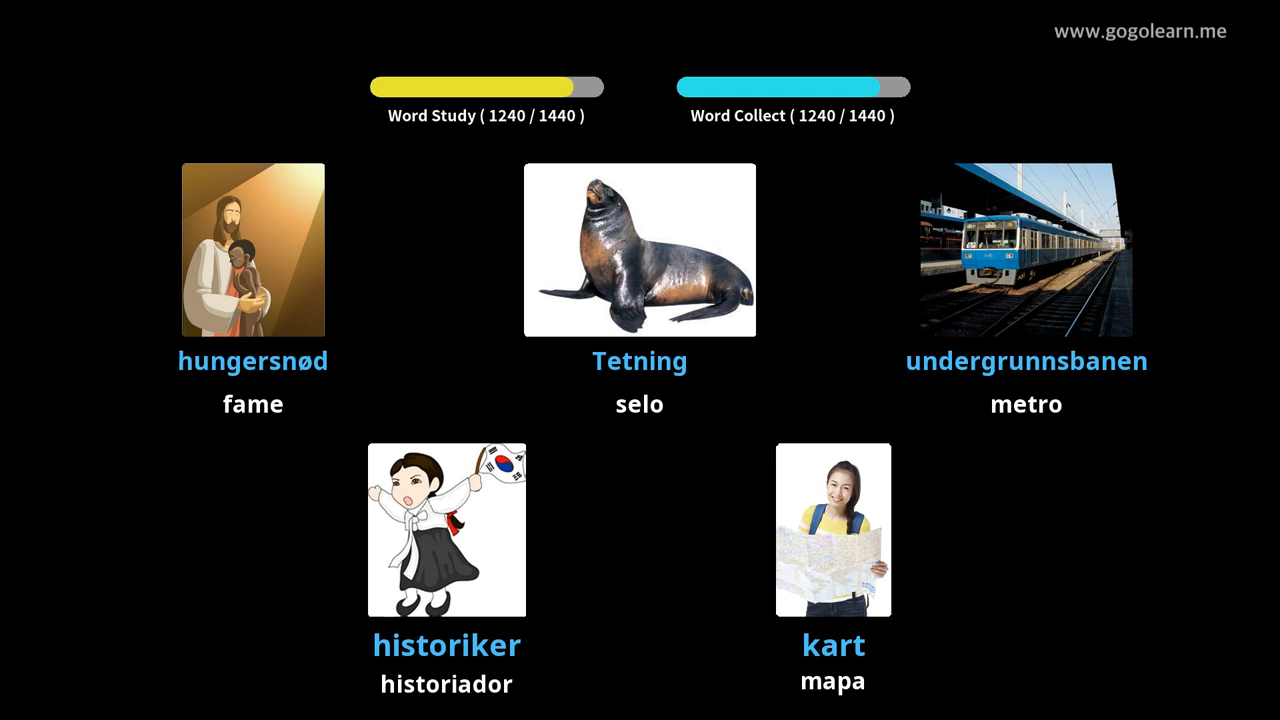 www.gogolearn.me
Word Study ( 1240 / 1440 )
Word Collect ( 1240 / 1440 )
hungersnød
Tetning
undergrunnsbanen
fame
selo
metro
historiker
kart
historiador
mapa